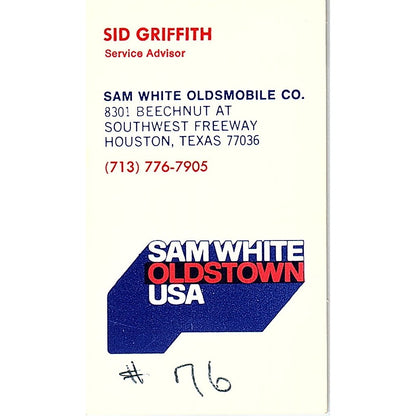 SID GRIFFITH
Service Advisor
SAM WHITE OLDSMOBILE CO.
8301 BEECHNUT AT
SOUTHWEST FREEWAY
HOUSTON, TEXAS 77036
(713) 776-7905
SAM WHITE
OLDSTOWN
USA
# 76